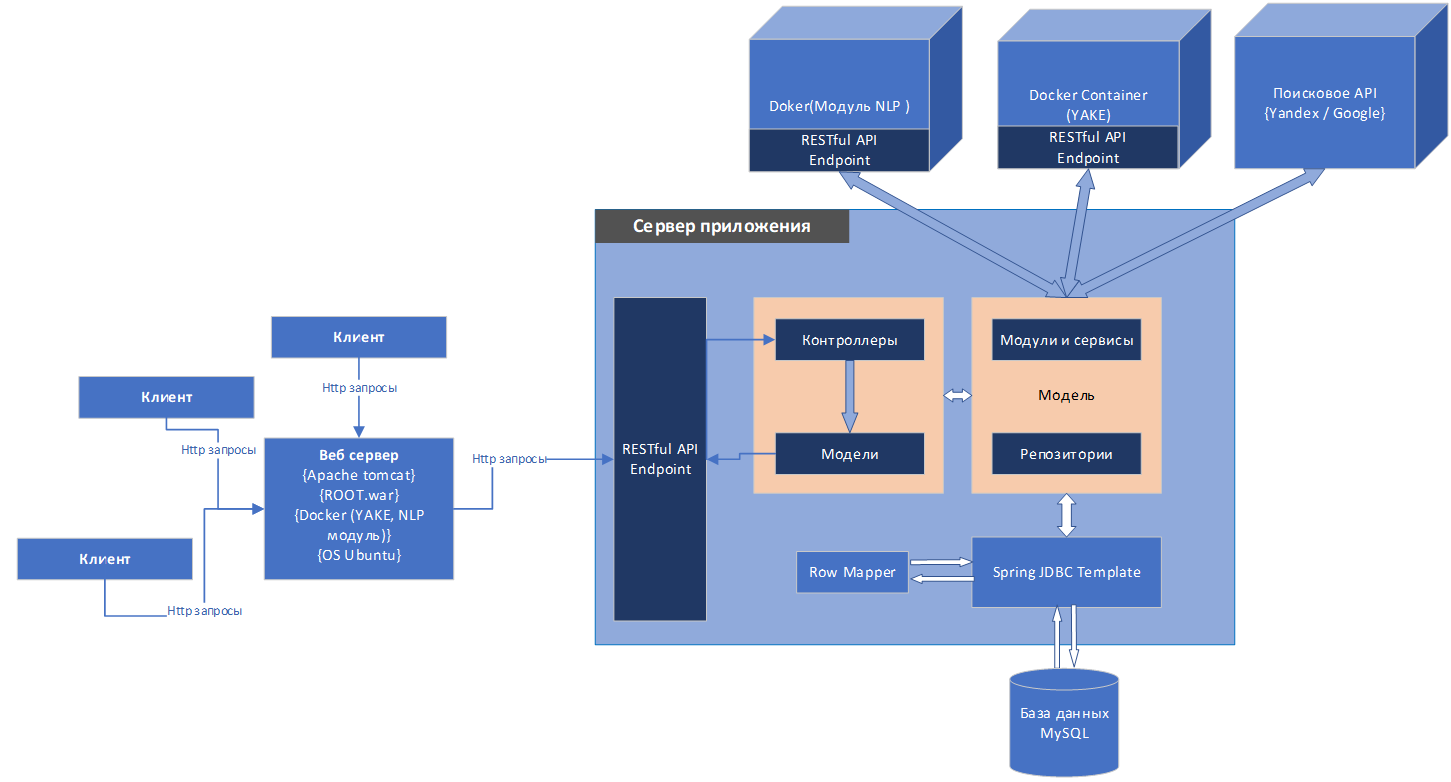 Doker(Модуль NLP )
RESTful API
Endpoint
Docker Container
(YAKE)
RESTful API
Endpoint
Поисковое API
{Yandex / Google}
Сервер приложения
Клиент
Http запросы
Клиент
Http запросы
Веб сервер
{Apache tomcat}
{ROOT.war}
{Docker (YAKE, NLP
модуль)}
{OS Ubuntu}
Клиент
Http запросы
Http запросы
RESTful API
Endpoint
Контроллеры
Модели
Модули и сервисы
Модель
Репозитории
Row Mapper
Spring JDBC Template
База данных
MySQL